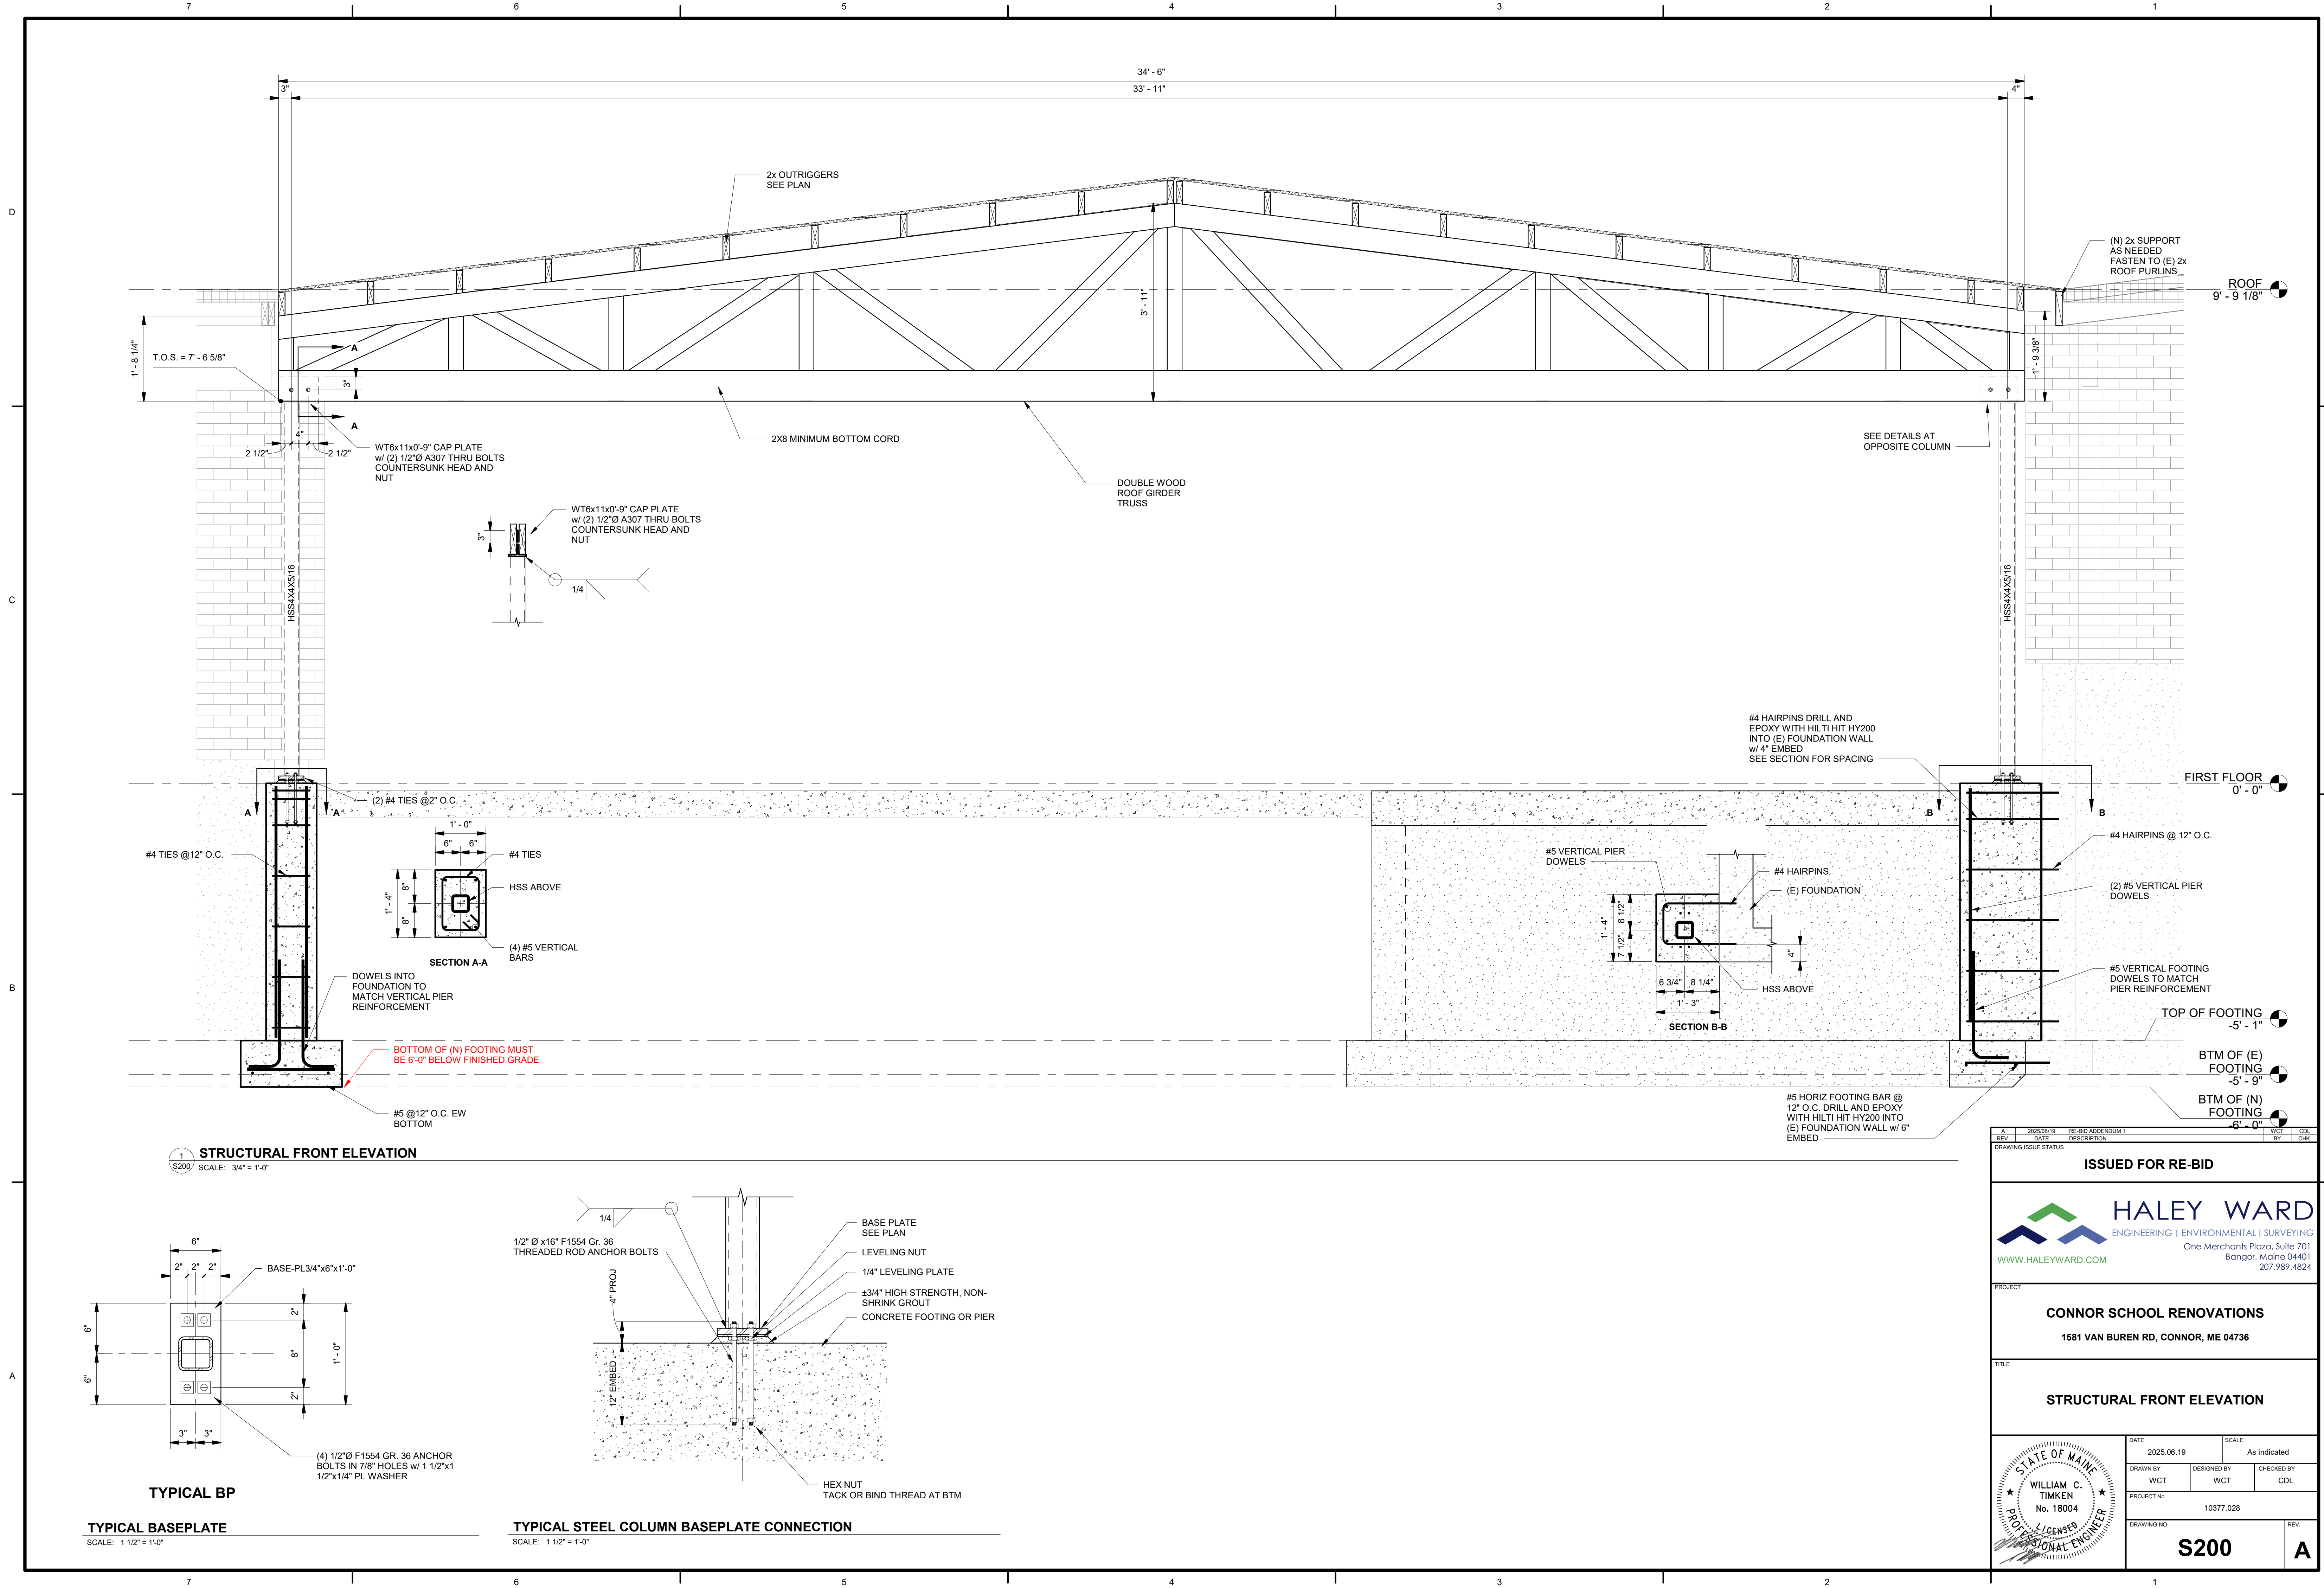 7
6
5
4
3
2
1
34' - 6"
3"
33' - 11"
4"
2x OUTRIGGERS
SEE PLAN
D
(N) 2x SUPPORT
AS NEEDED
FASTEN TO (E) 2x
ROOF PURLINS
ROOF
9' - 9 1/8"
3' - 11"
1' - 8 1/4"
T.O.S. = 7' - 6 5/8"
A
3"
A
4"
2 1/2"
2 1/2"
1' - 9 3/8"
WT6x11x0'-9" CAP PLATE
w/ (2) 1/2"Ø A307 THRU BOLTS
COUNTERSUNK HEAD AND
NUT
2X8 MINIMUM BOTTOM CORD
SEE DETAILS AT
OPPOSITE COLUMN
DOUBLE WOOD
ROOF GIRDER
TRUSS
WT6x11x0'-9" CAP PLATE
w/ (2) 1/2"Ø A307 THRU BOLTS
COUNTERSUNK HEAD AND
NUT
3"
1/4
C
HSS4X4X5/16
HSS4X4X5/16
#4 HAIRPINS DRILL AND
EPOXY WITH HILTI HIT HY200
INTO (E) FOUNDATION WALL
w/ 4" EMBED
SEE SECTION FOR SPACING
FIRST FLOOR
0' - 0"
(2) #4 TIES @2" O.C.
A
A
B
B
#4 TIES @12" O.C.
1' - 0"
6"
6"
#4 TIES
HSS ABOVE
1' - 4"
8"
8"
(4) #5 VERTICAL
BARS
SECTION A-A
DOWELS INTO
FOUNDATION TO
MATCH VERTICAL PIER
REINFORCEMENT
#5 VERTICAL PIER
DOWELS
#4 HAIRPINS.
(E) FOUNDATION
1' - 4"
8 1/2"
7 1/2"
4"
6 3/4"
8 1/4"
1' - 3"
HSS ABOVE
SECTION B-B
#4 HAIRPINS @ 12" O.C.
(2) #5 VERTICAL PIER
DOWELS
#5 VERTICAL FOOTING
DOWELS TO MATCH
PIER REINFORCEMENT
B
TOP OF FOOTING
-5' - 1"
BOTTOM OF (N) FOOTING MUST
BE 6'-0" BELOW FINISHED GRADE
BTM OF (E)
FOOTING
-5' - 9"
BTM OF (N)
FOOTING
-6' - 0"
#5 @12" O.C. EW
BOTTOM
#5 HORIZ FOOTING BAR @
12" O.C. DRILL AND EPOXY
WITH HILTI HIT HY200 INTO
(E) FOUNDATION WALL w/ 6"
EMBED
1
S200
STRUCTURAL FRONT ELEVATION
SCALE: 3/4" = 1'-0"
6"
2"
2"
2"
BASE-PL3/4"x6"x1'-0"
6"
6"
2"
8"
2"
1' - 0"
3"
3"
(4) 1/2"Ø F1554 GR. 36 ANCHOR
BOLTS IN 7/8" HOLES w/ 1 1/2"x1
1/2"x1/4" PL WASHER
TYPICAL BP
TYPICAL BASEPLATE
SCALE: 1 1/2" = 1'-0"
1/4
1/2" Ø x16" F1554 Gr. 36
THREADED ROD ANCHOR BOLTS
4" PROJ
12" EMBED
BASE PLATE
SEE PLAN
LEVELING NUT
1/4" LEVELING PLATE
±3/4" HIGH STRENGTH, NON-
SHRINK GROUT
CONCRETE FOOTING OR PIER
HEX NUT
TACK OR BIND THREAD AT BTM
TYPICAL STEEL COLUMN BASEPLATE CONNECTION
SCALE: 1 1/2" = 1'-0"
A
A 2025/06/19 RE-BID ADDENDUM 1 WCT CDL
REV. DATE DESCRIPTION BY CHK.
DRAWING ISSUE STATUS
ISSUED FOR RE-BID
HALEY WARD
ENGINEERING | ENVIRONMENTAL | SURVEYING
One Merchants Plaza, Suite 701
Bangor, Maine 04401
207.989.4824
WWW.HALEYWARD.COM
PROJECT
CONNOR SCHOOL RENOVATIONS
1581 VAN BUREN RD, CONNOR, ME 04736
TITLE
STRUCTURAL FRONT ELEVATION
STATE OF MAINE
WILLIAM C.
TIMKEN
No. 18004
LICENSED
PROFESSIONAL ENGINEER
DATE
2025.06.19
SCALE
As indicated
DRAWN BY
WCT
DESIGNED BY
WCT
CHECKED BY
CDL
PROJECT No.
10377.028
DRAWING NO.
S200
REV.
A
7
6
5
4
3
2
1